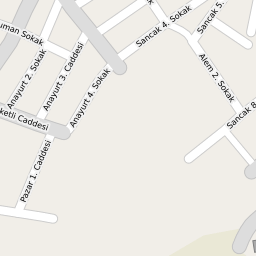 uman Sokak
Anayurt 2. Sokak
Anayurt 3. Caddesi
Anayurt 4. Sokak
Sancak 4. Sokak
Sancak 5.
Alem 2. Sokak
Sancak 8
ketli Caddesi
Pazar 1. Caddesi